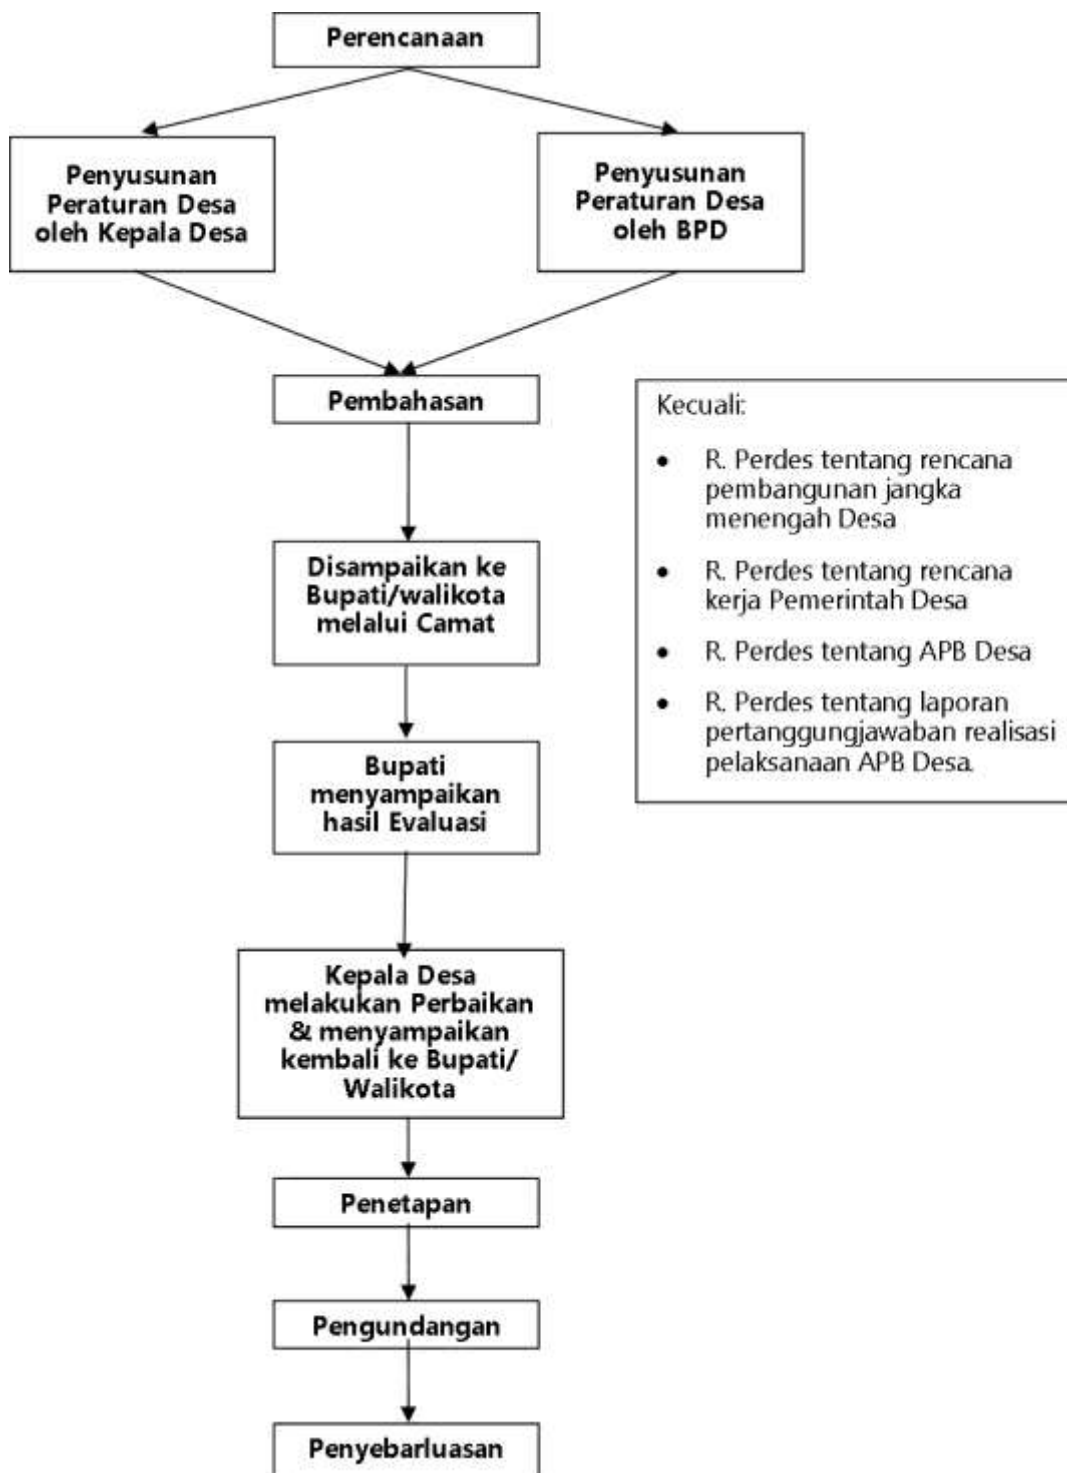 Perencanaan
Penyusunan
Peraturan Desa
oleh Kepala Desa
Penyusunan
Peraturan Desa
oleh BPD
Pembahasan
Kecuali:
• R. Perdes tentang rencana
pembangunan jangka
menengah Desa
• R. Perdes tentang rencana
kerja Pemerintah Desa
• R. Perdes tentang APB Desa
• R. Perdes tentang laporan
pertanggungjawaban realisasi
pelaksanaan APB Desa.
Disampaikan ke
Bupati/walikota
melalui Camat
Bupati
menyampaikan
hasil Evaluasi
Kepala Desa
melakukan Perbaikan
& menyampaikan
kembali ke Bupati/
Walikota
Penetapan
Pengundangan
Penyebarluasan